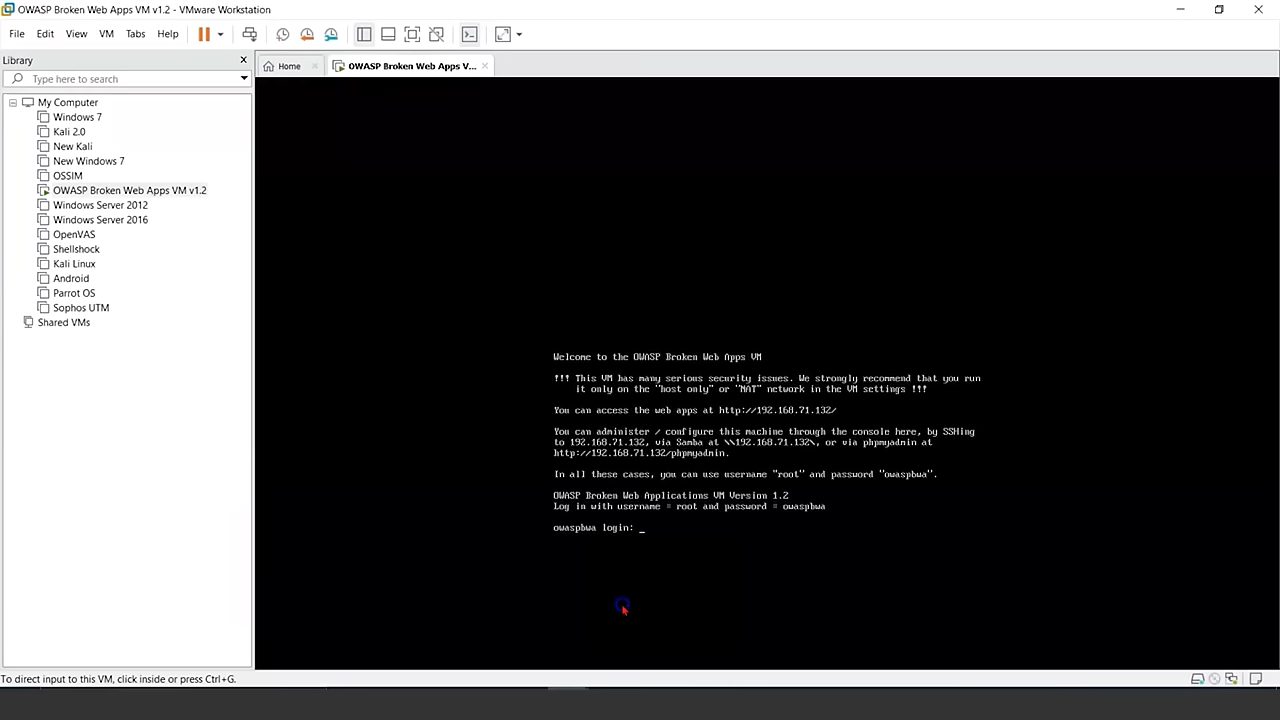 OWASP Broken Web Apps VM v1.2 - VMware Workstation
File Edit View VM Tabs Help
Library
Type here to search
Home
OWASP Broken Web Apps V...
My Computer
Windows 7
Kali 2.0
New Kali
New Windows 7
OSSIM
OWASP Broken Web Apps VM v1.2
Windows Server 2012
Windows Server 2016
OpenVAS
Shellshock
Kali Linux
Android
Parrot OS
Sophos UTM
Shared VMs
Welcome to the OWASP Broken Web Apps VM
!!! This VM has many serious security issues. We strongly recommend that you run
it only on the "host only" or "NAT" network in the VM settings !!!
You can access the web apps at http://192.168.71.132/
You can administer / configure this machine through the console here, by SSHing
to 192.168.71.132, via Samba at \\192.168.71.132\, or via phpmyadmin at
http://192.168.71.132/phpmyadmin.
In all these cases, you can use username "root" and password "owaspbwa".
OWASP Broken Web Applications VM Version 1.2
Log in with username = root and password = owaspbwa
owaspbwa login: _
To direct input to this VM, click inside or press Ctrl+G.